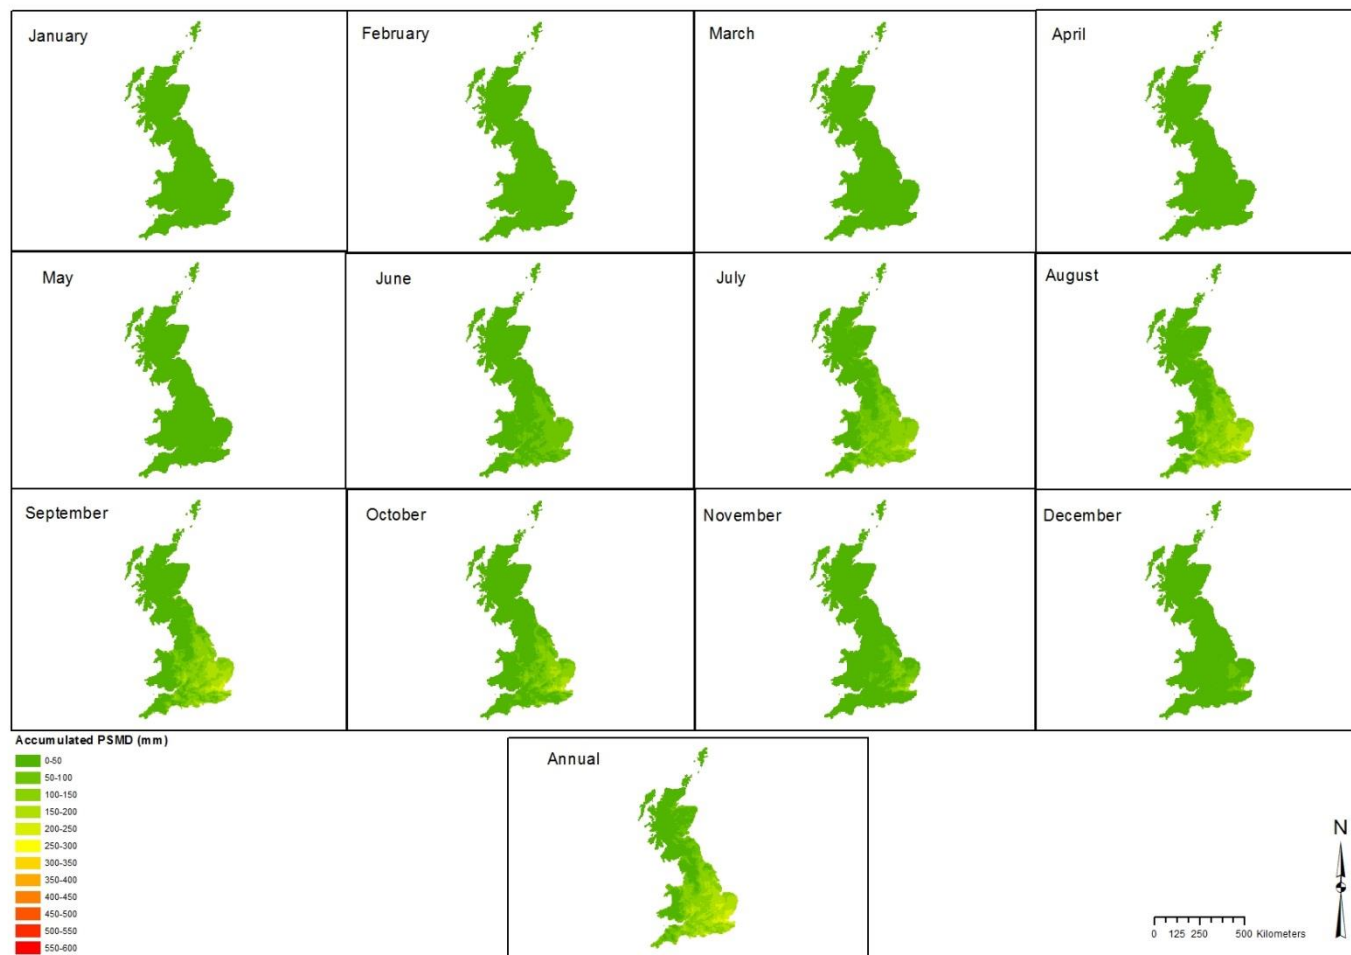 January
February
March
April
May
June
July
August
September
October
November
December
Accumulated PSMD (mm)
0-50
50-100
100-150
150-200
200-250
250-300
300-350
350-400
400-450
450-500
500-550
550-600
Annual
N
0 125 250 500 Kilometers